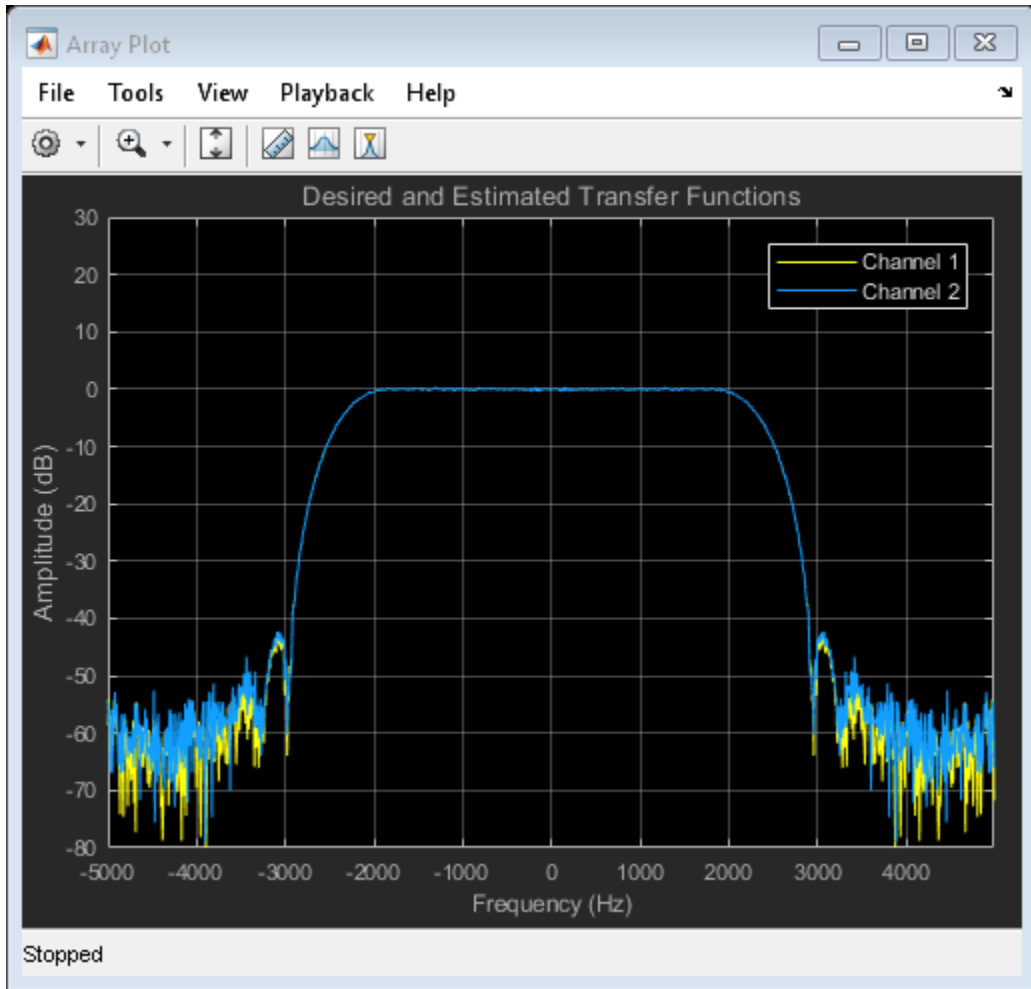 Array Plot
File Tools View Playback Help
Desired and Estimated Transfer Functions
Channel 1
Channel 2
30
20
10
0
-10
-20
-30
-40
-50
-60
-70
-80
Amplitude (dB)
-5000 -4000 -3000 -2000 -1000 0 1000 2000 3000 4000
Frequency (Hz)
Stopped